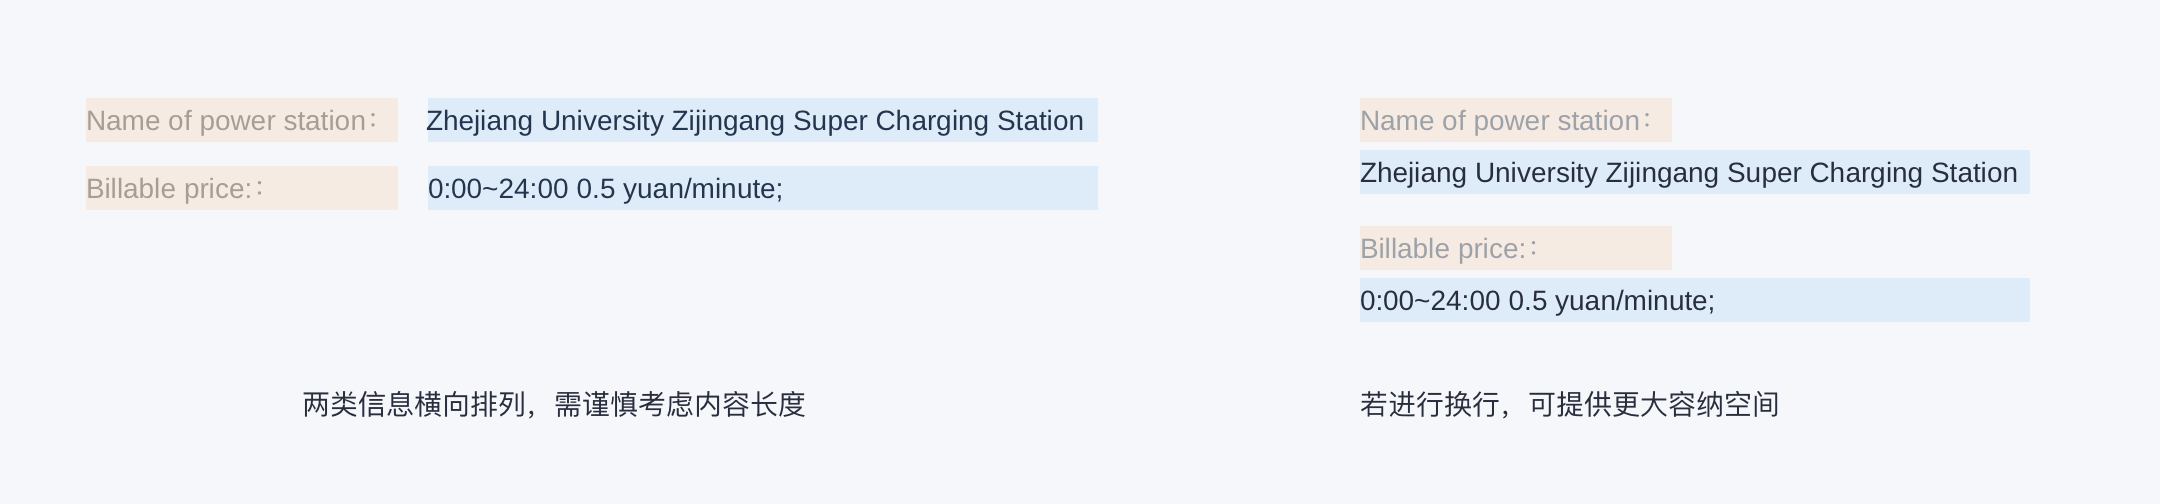 Name of power station：
Zhejiang University Zijingang Super Charging Station
Billable price:：
0:00~24:00 0.5 yuan/minute;
两类信息横向排列，需谨慎考虑内容长度
Name of power station：
Zhejiang University Zijingang Super Charging Station
Billable price:：
0:00~24:00 0.5 yuan/minute;
若进行换行，可提供更大容纳空间